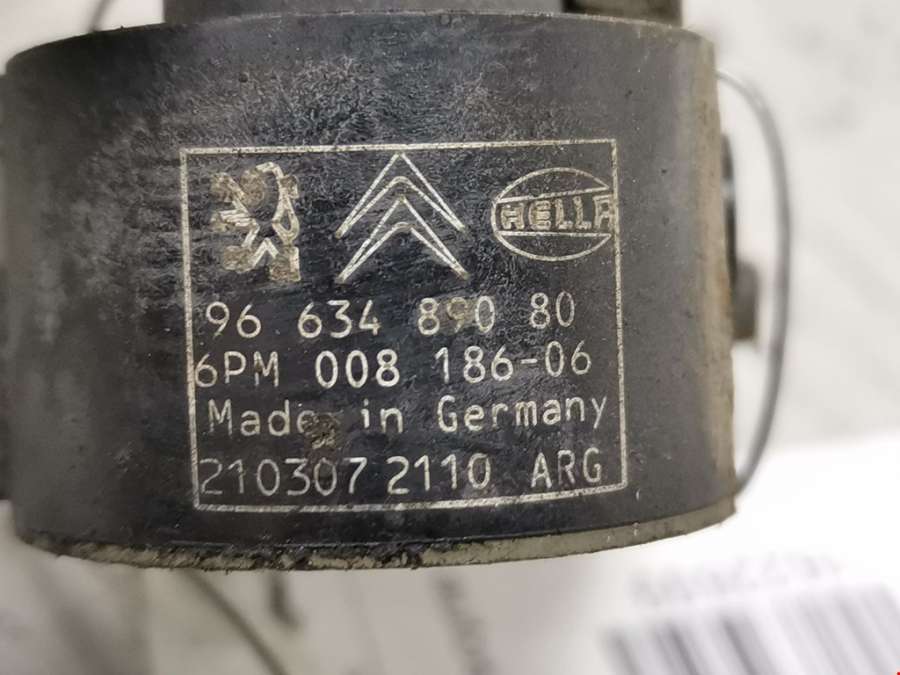 HELLA
96 634 890 80
6PM 008 186-06
Made in Germany
210307 2110 ARG